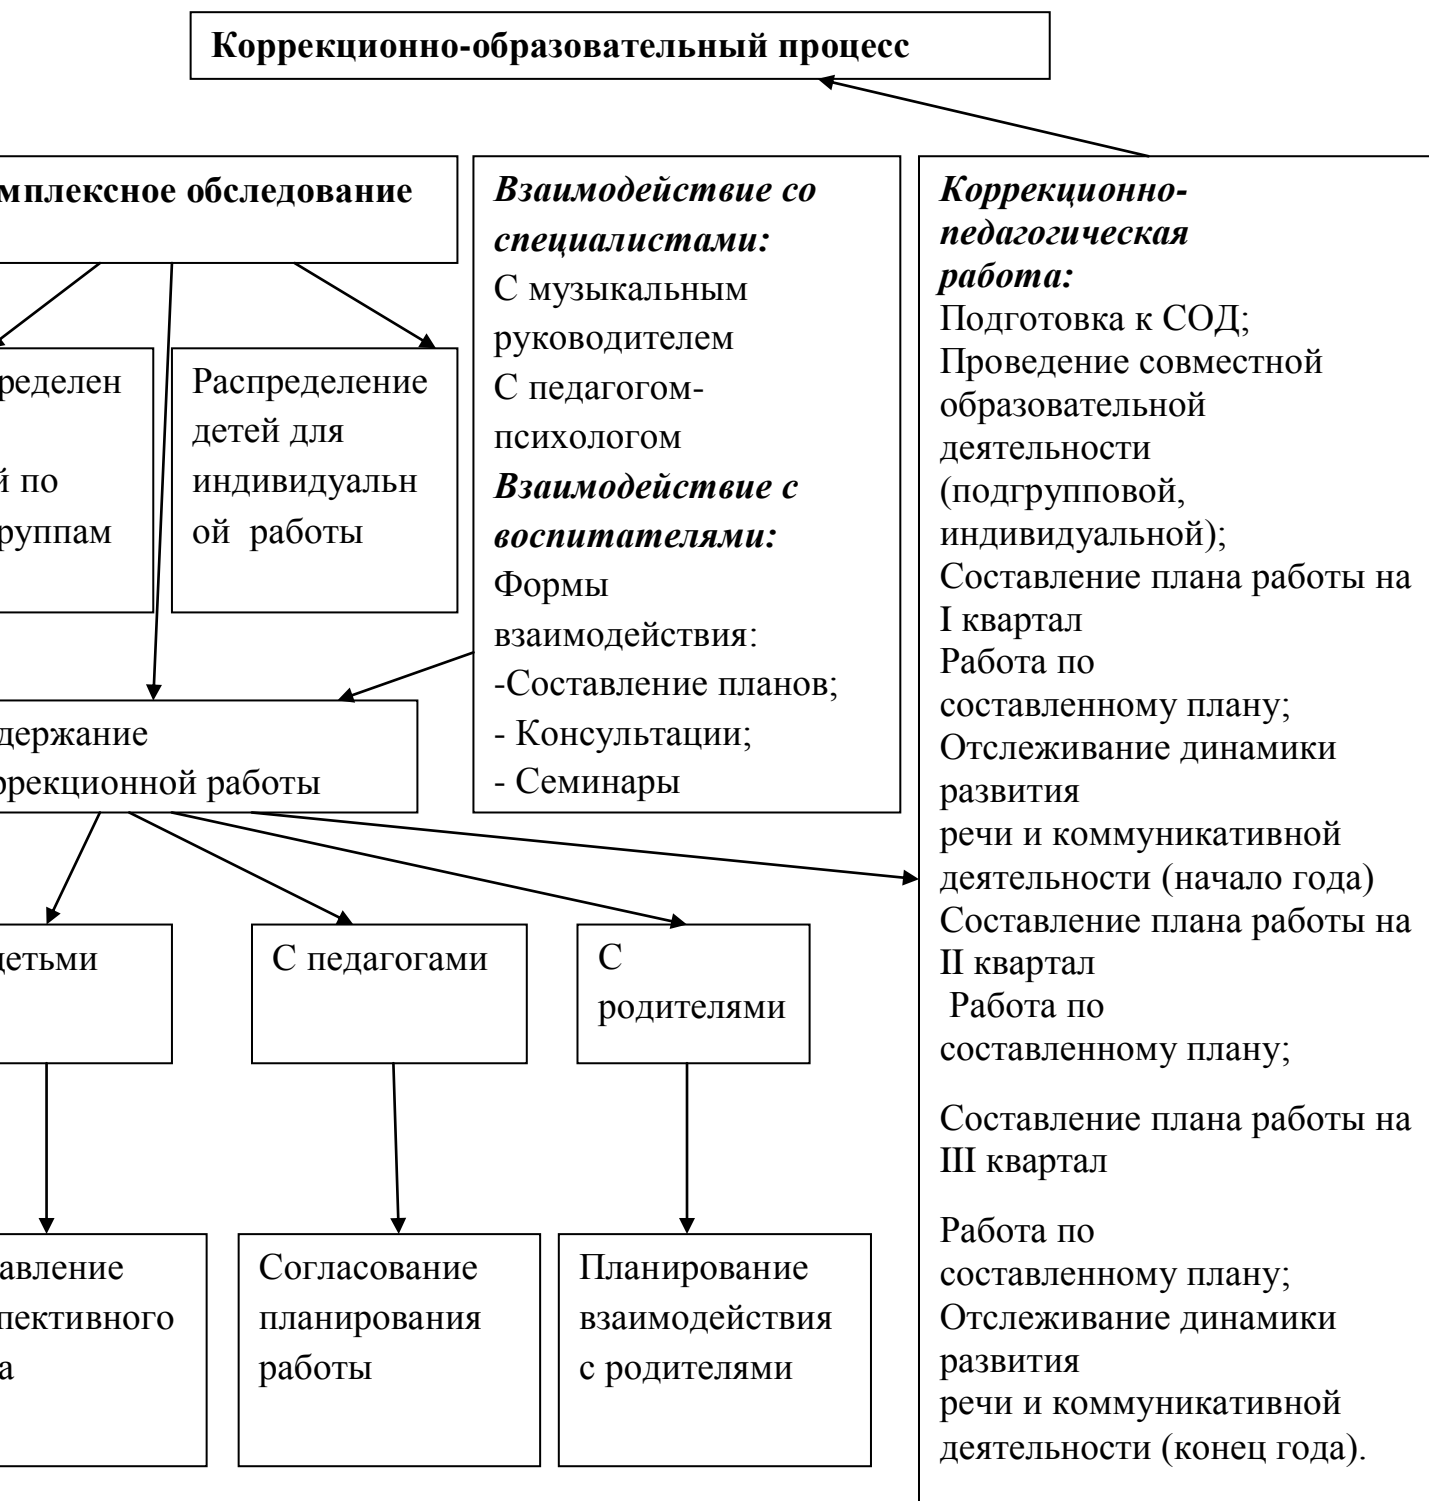 Коррекционно-образовательный процесс
мплексное обследование
ределен
й по
руппам
Распределение
детей для
индивидуальн
ой работы
Взаимодействие со
специалистами:
С музыкальным
руководителем
С педагогом-
психологом
Взаимодействие с
воспитателями:
Формы
взаимодействия:
-Составление планов;
- Консультации;
- Семинары
Коррекционно-
педагогическая
работа:
Подготовка к СОД;
Проведение совместной
образовательной
деятельности
(подгрупповой,
индивидуальной);
Составление плана работы на
I квартал
Работа по
составленному плану;
Отслеживание динамики
развития
речи и коммуникативной
деятельности (начало года)
Составление плана работы на
II квартал
Работа по
составленному плану;
Составление плана работы на
III квартал
Работа по
составленному плану;
Отслеживание динамики
развития
речи и коммуникативной
деятельности (конец года).
держание
ррекционной работы
детьми
С педагогами
С
родителями
авление
пективного
а
Согласование
планирования
работы
Планирование
взаимодействия
с родителями